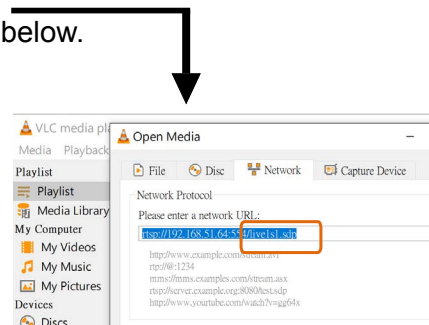 below.
VLC media pla
Open Media
Media Playback
File Disc Network Capture Device
Playlist
Playlist
Media Library
My Computer
My Videos
My Music
My Pictures
Devices
Discs
Network Protocol
Please enter a network URL:
rtsp://192.168.51.64:554/live1s1.sdp
http://www.example.com/stream.avi
rtp://@:1234
mms://mms.examples.com/stream.asx
rtsp://server.example.org:8080/test.sdp
http://www.yourtube.com/watch?v=gg64x